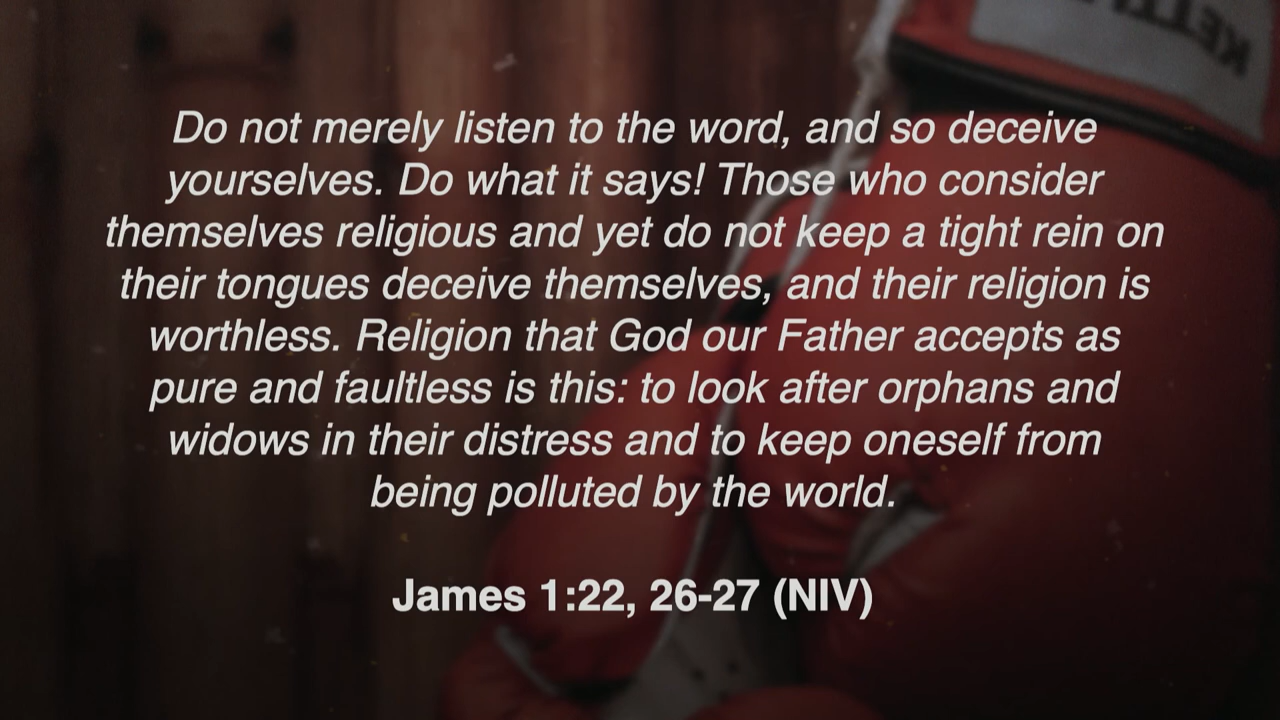 Do not merely listen to the word, and so deceive
yourselves. Do what it says! Those who consider
themselves religious and yet do not keep a tight rein on
their tongues deceive themselves, and their religion is
worthless. Religion that God our Father accepts as
pure and faultless is this: to look after orphans and
widows in their distress and to keep oneself from
being polluted by the world.
James 1:22, 26-27 (NIV)